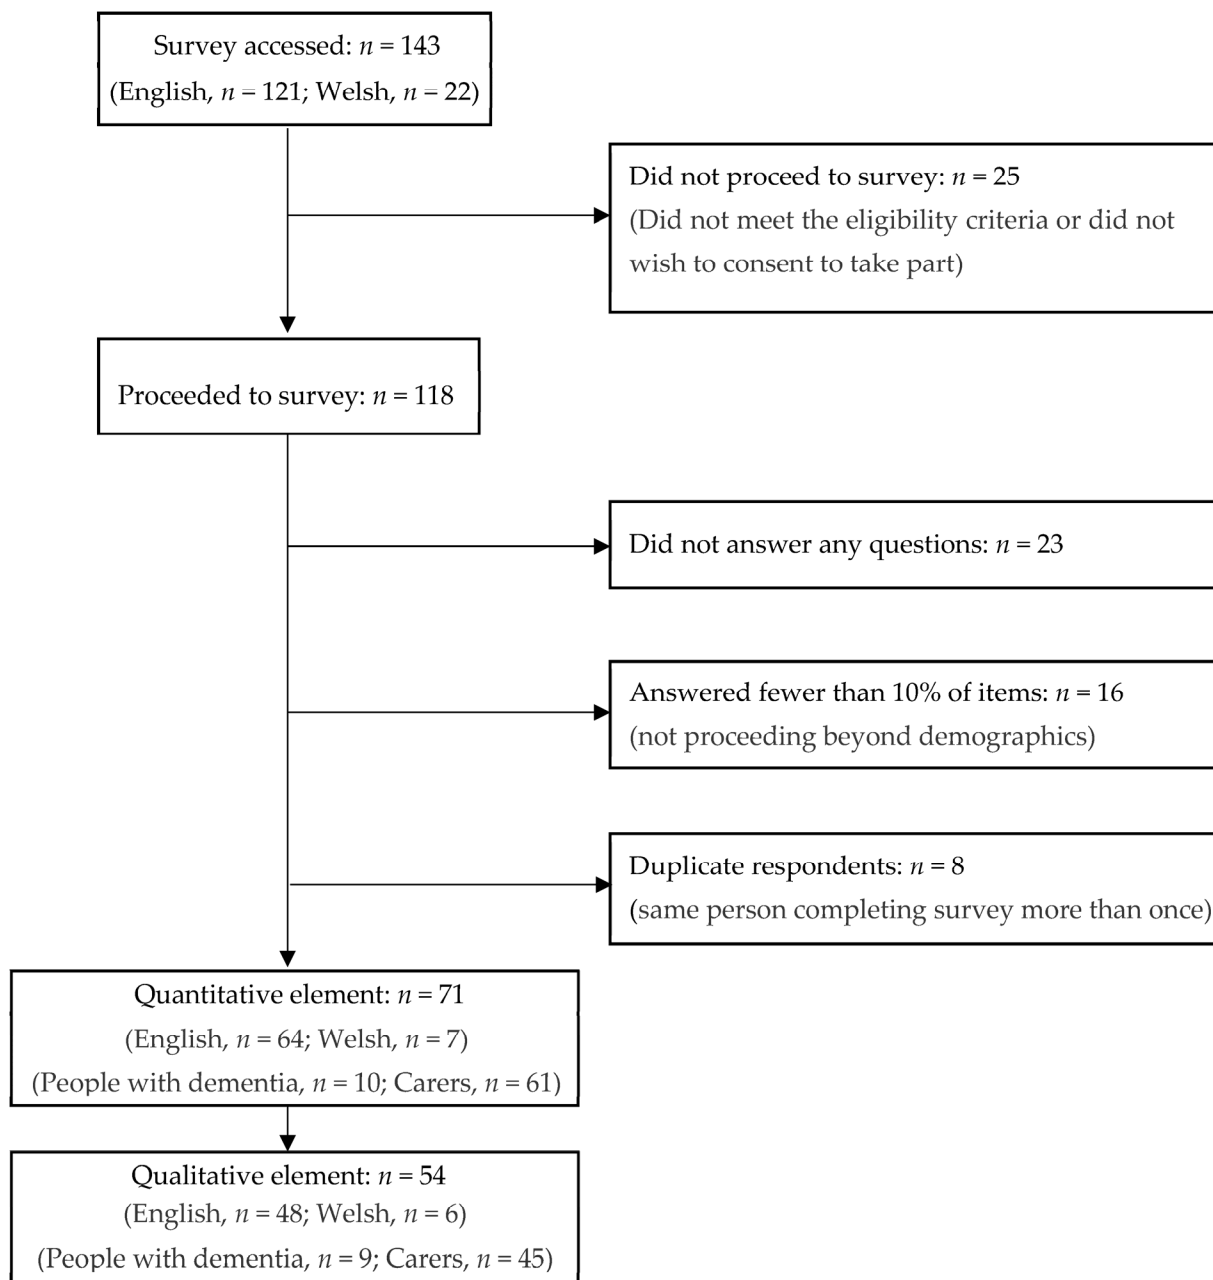 Survey accessed: n = 143
(English, n = 121; Welsh, n = 22)
Did not proceed to survey: n = 25
(Did not meet the eligibility criteria or did not
wish to consent to take part)
Proceeded to survey: n = 118
Did not answer any questions: n = 23
Answered fewer than 10% of items: n = 16
(not proceeding beyond demographics)
Duplicate respondents: n = 8
(same person completing survey more than once)
Quantitative element: n = 71
(English, n = 64; Welsh, n = 7)
(People with dementia, n = 10; Carers, n = 61)
Qualitative element: n = 54
(English, n = 48; Welsh, n = 6)
(People with dementia, n = 9; Carers, n = 45)